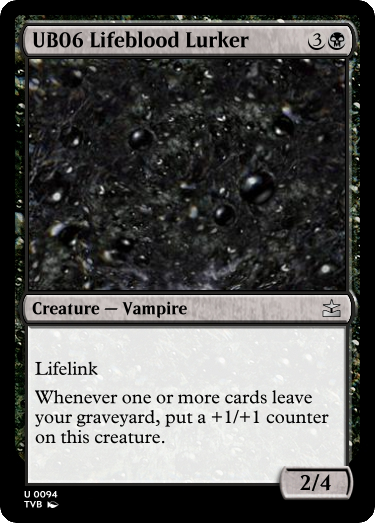 UB06 Lifeblood Lurker 3
Creature — Vampire
Lifelink
Whenever one or more cards leave
your graveyard, put a +1/+1 counter
on this creature.
2/4
U 0094
TVB